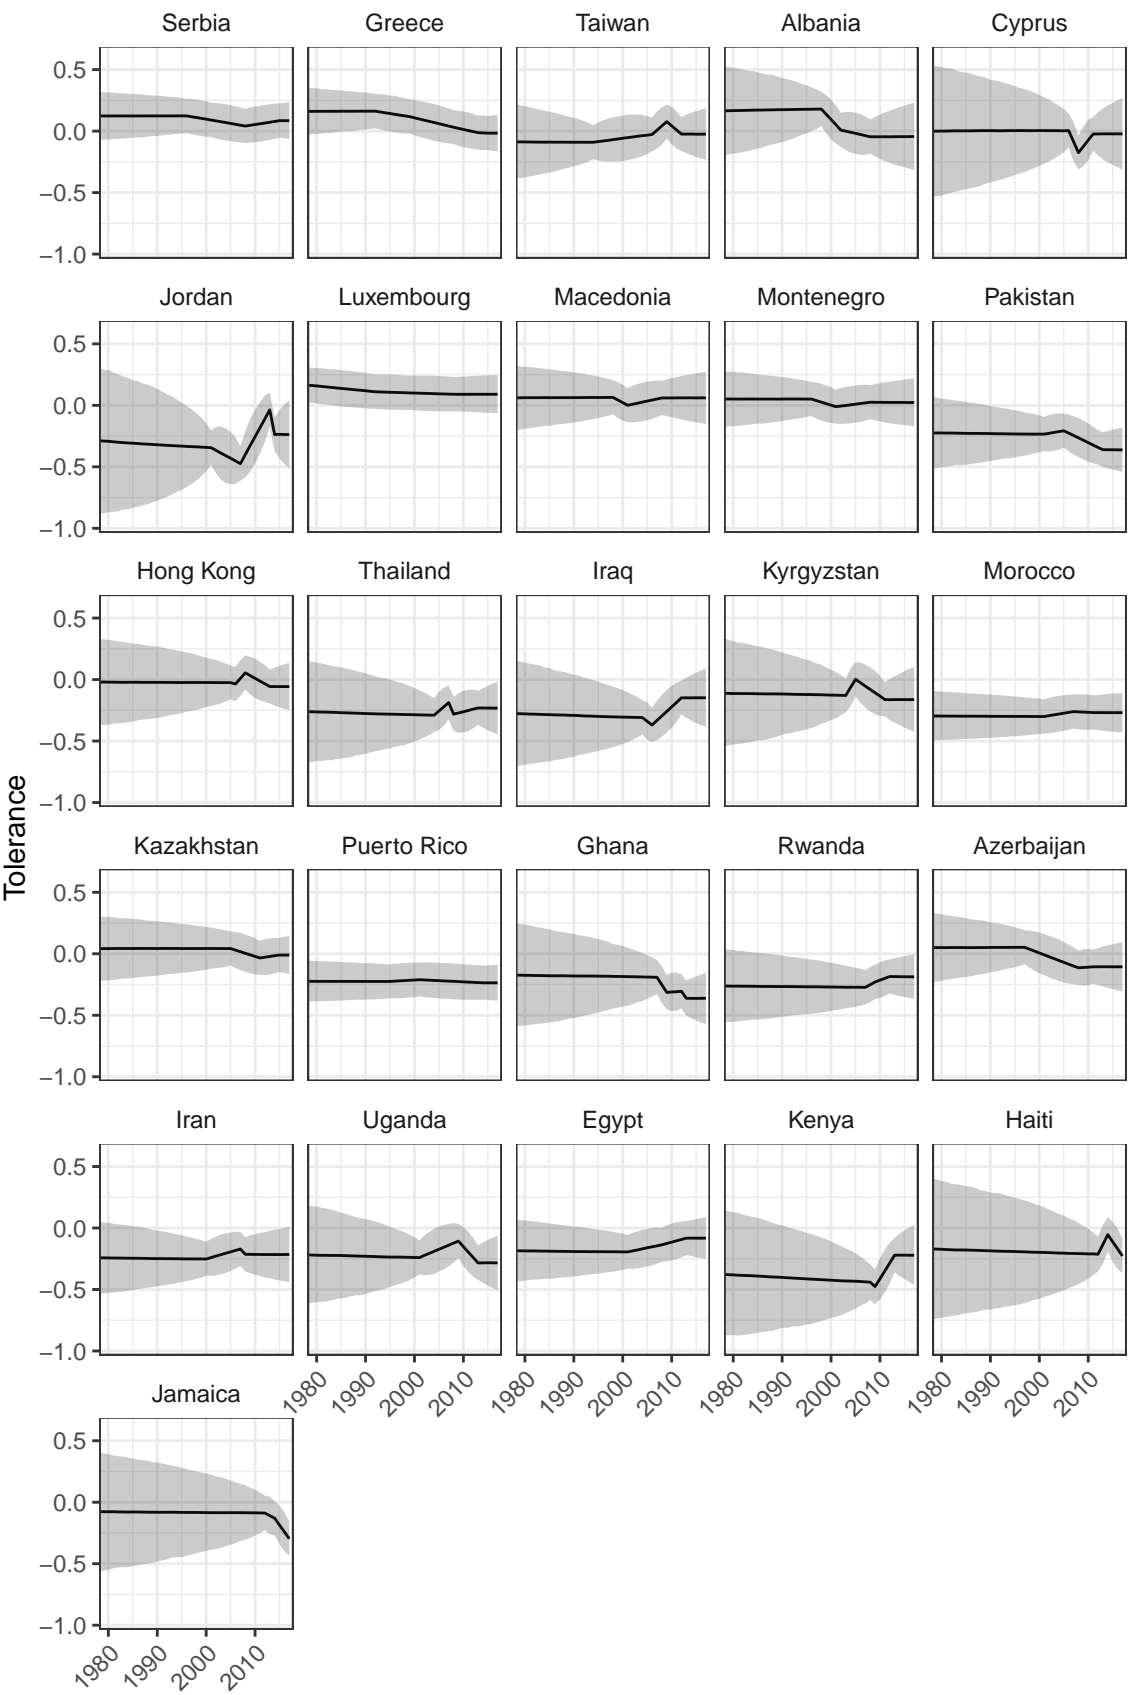 Serbia Greece Taiwan Albania Cyprus
0.5
0.0
−0.5
−1.0
Jordan Luxembourg Macedonia Montenegro Pakistan
0.5
0.0
−0.5
−1.0
Hong Kong Thailand Iraq Kyrgyzstan Morocco
0.5
0.0
−0.5
−1.0
Tolerance
Kazakhstan Puerto Rico Ghana Rwanda Azerbaijan
0.5
0.0
−0.5
−1.0
Iran Uganda Egypt Kenya Haiti
0.5
0.0
−0.5
−1.0
1980 1990 2000 2010 1980 1990 2000 2010 1980 1990 2000 2010 1980 1990 2000 2010
Jamaica
0.5
0.0
−0.5
−1.0
1980 1990 2000 2010